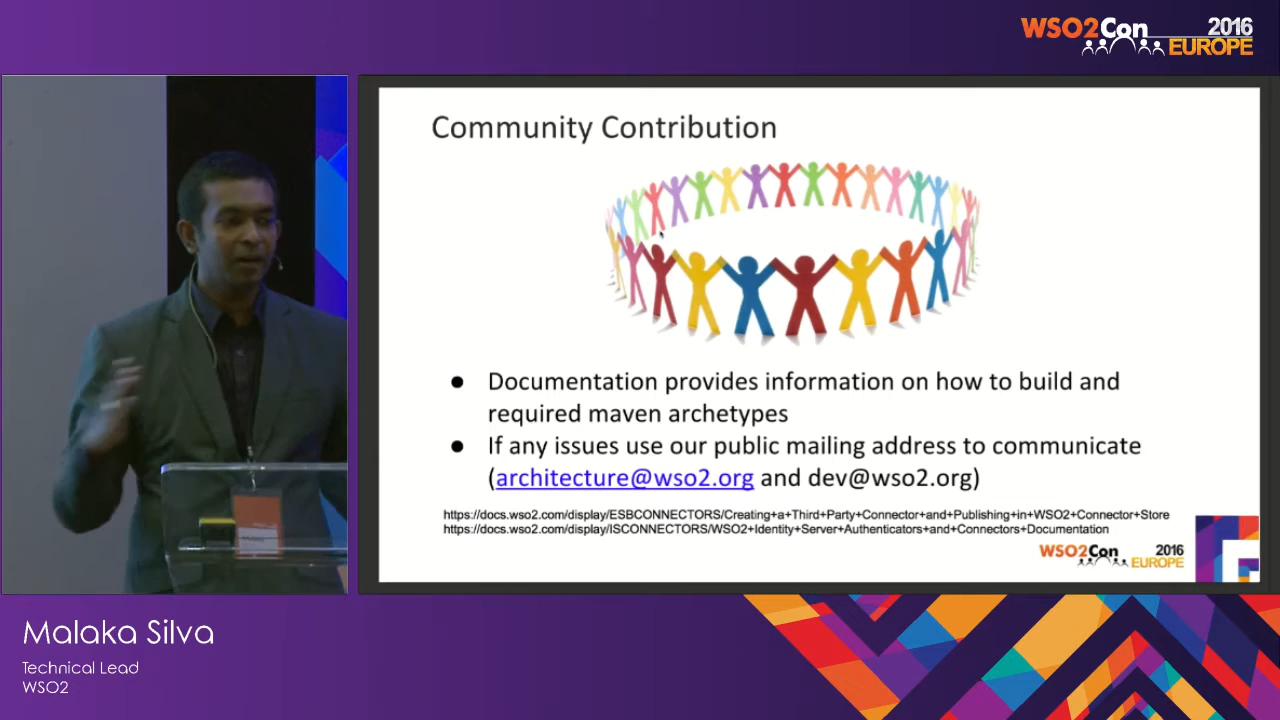 WSO2Con 2016
EUROPE
Community Contribution
● Documentation provides information on how to build and
required maven archetypes
● If any issues use our public mailing address to communicate
(architecture@wso2.org and dev@wso2.org)
https://docs.wso2.com/display/ESBCONNECTORS/Creating+a+Third+Party+Connector+and+Publishing+in+WSO2+Connector+Store
https://docs.wso2.com/display/ISCONNECTORS/WSO2+Identity+Server+Authenticators+and+Connectors+Documentation
WSO2Con 2016
EUROPE
Malaka Silva
Technical Lead
WSO2